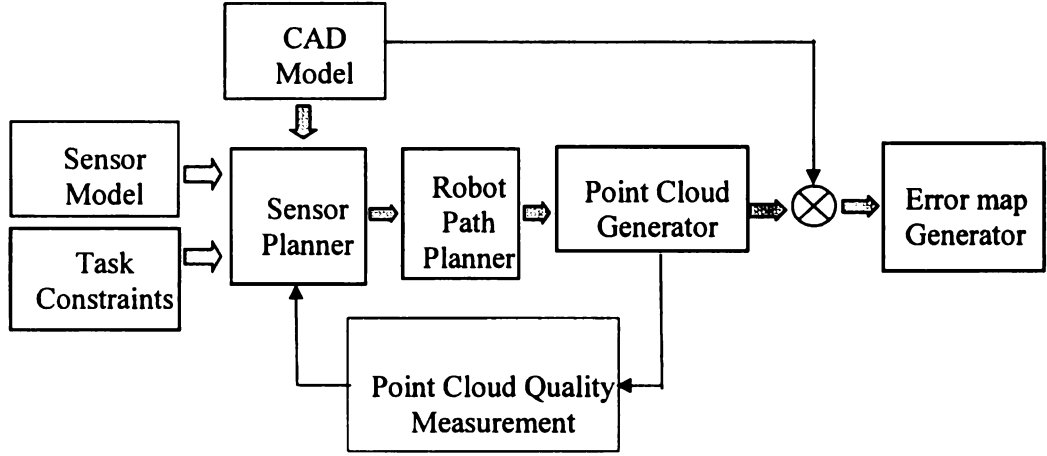 CAD
Model
Sensor
Model
Task
Constraints
Sensor
Planner
Robot
Path
Planner
Point Cloud
Generator
Error map
Generator
Point Cloud Quality
Measurement